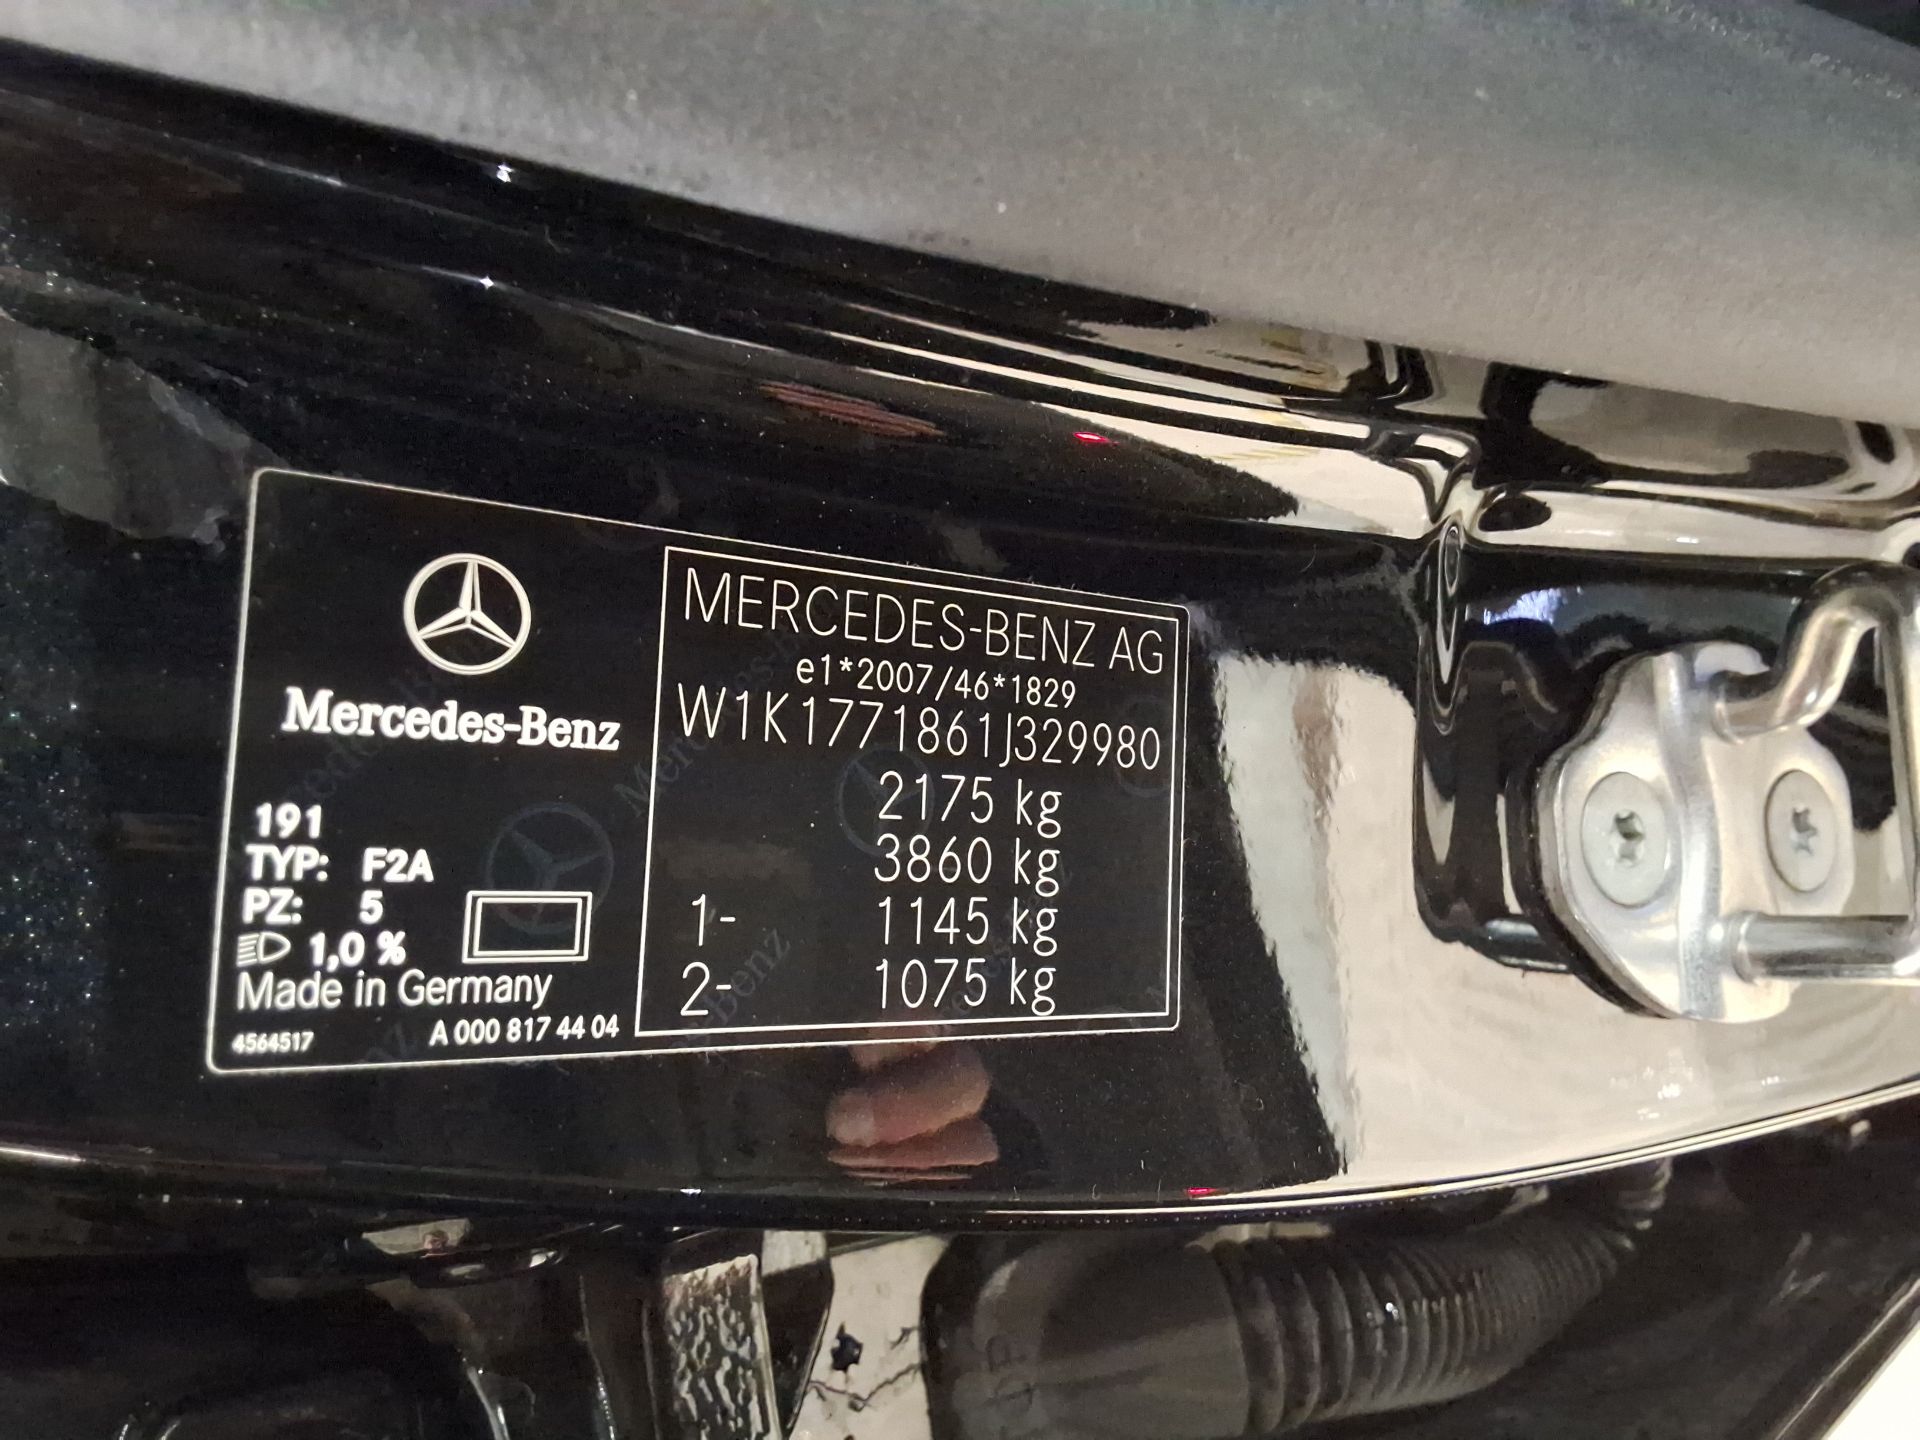 Mercedes-Benz
191
TYP: F2A
PZ: 5
1,0 %
Made in Germany
4564517
A 000 817 44 04
MERCEDES-BENZ AG
e1*2007/46*1829
W1K1771861J329980
2175 kg
3860 kg
1- 1145 kg
2- 1075 kg